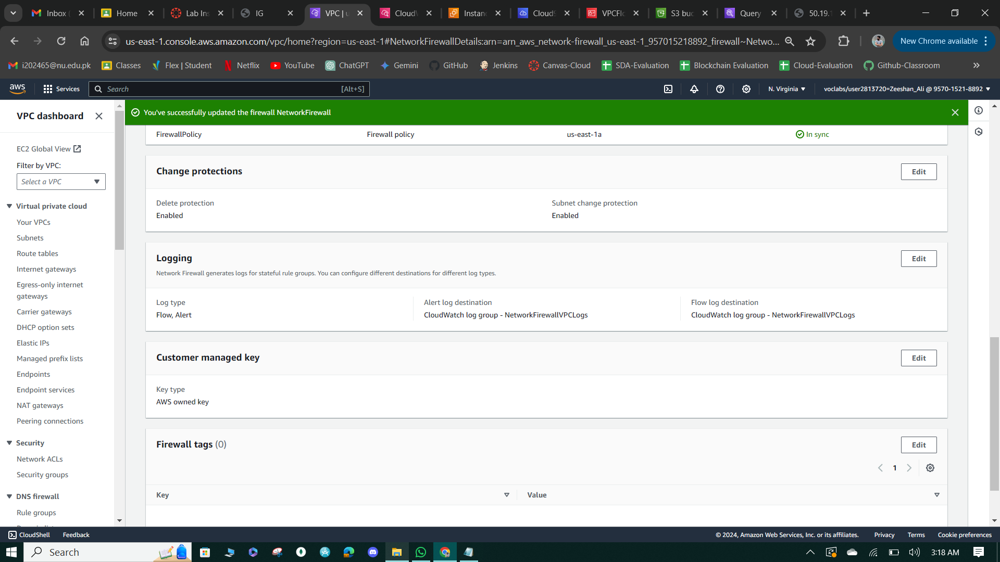 Inbox (
Home
Lab Ins
IG
VPC | u
CloudW
Instanc
Cloud9
VPCFlo
S3 buc
Query
50.19.1
us-east-1.console.aws.amazon.com/vpc/home?region=us-east-1#NetworkFirewallDetails:arn=arn_aws_network-firewall_us-east-1_957015218892_firewall~Netwo...
New Chrome available
i202465@nu.edu.pk
Classes
Flex | Student
Netflix
YouTube
ChatGPT
Gemini
GitHub
Jenkins
Canvas-Cloud
SDA-Evaluation
Blockchain Evaluation
Cloud-Evaluation
Github-Classroom
aws
Services
Search
[Alt+S]
N. Virginia
voclabs/user2813720=Zeeshan_Ali @ 9570-1521-8892
VPC dashboard
EC2 Global View
Filter by VPC:
Select a VPC
Virtual private cloud
Your VPCs
Subnets
Route tables
Internet gateways
Egress-only internet
gateways
Carrier gateways
DHCP option sets
Elastic IPs
Managed prefix lists
Endpoints
Endpoint services
NAT gateways
Peering connections
Security
Network ACLs
Security groups
DNS firewall
Rule groups
You've successfully updated the firewall NetworkFirewall
FirewallPolicy
Firewall policy
us-east-1a
In sync
Change protections
Edit
Delete protection
Enabled
Subnet change protection
Enabled
Logging
Edit
Network Firewall generates logs for stateful rule groups. You can configure different destinations for different log types.
Log type
Flow, Alert
Alert log destination
CloudWatch log group - NetworkFirewallVPCLogs
Flow log destination
CloudWatch log group - NetworkFirewallVPCLogs
Customer managed key
Edit
Key type
AWS owned key
Firewall tags (0)
Edit
1
Key
Value
CloudShell
Feedback
© 2024, Amazon Web Services, Inc. or its affiliates.
Privacy
Terms
Cookie preferences
Search
3:18 AM